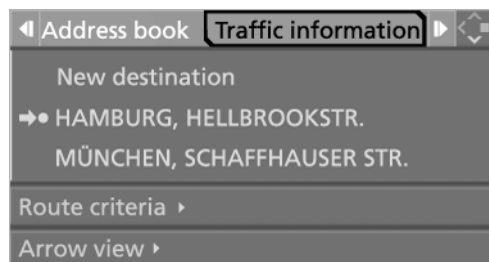 Address book Traffic information
New destination
HAMBURG, HELLBROOKSTR.
MÜNCHEN, SCHAFFHAUSER STR.
Route criteria
Arrow view